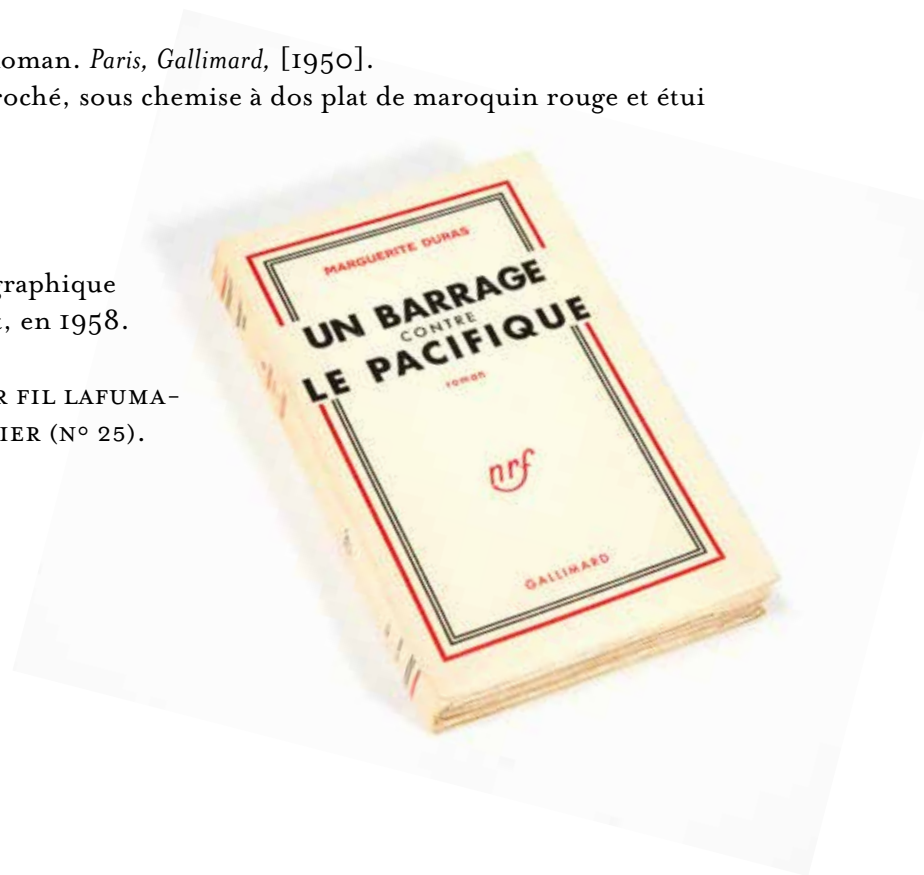 oman. Paris, Gallimard, [1950].
roché, sous chemise à dos plat de maroquin rouge et étui
graphique
, en 1958.
R FIL LAFUMA-
IER (N° 25).
MARGUERITE DURAS
UN BARRAGE
CONTRE
LE PACIFIQUE
roman
nrf
GALLIMARD